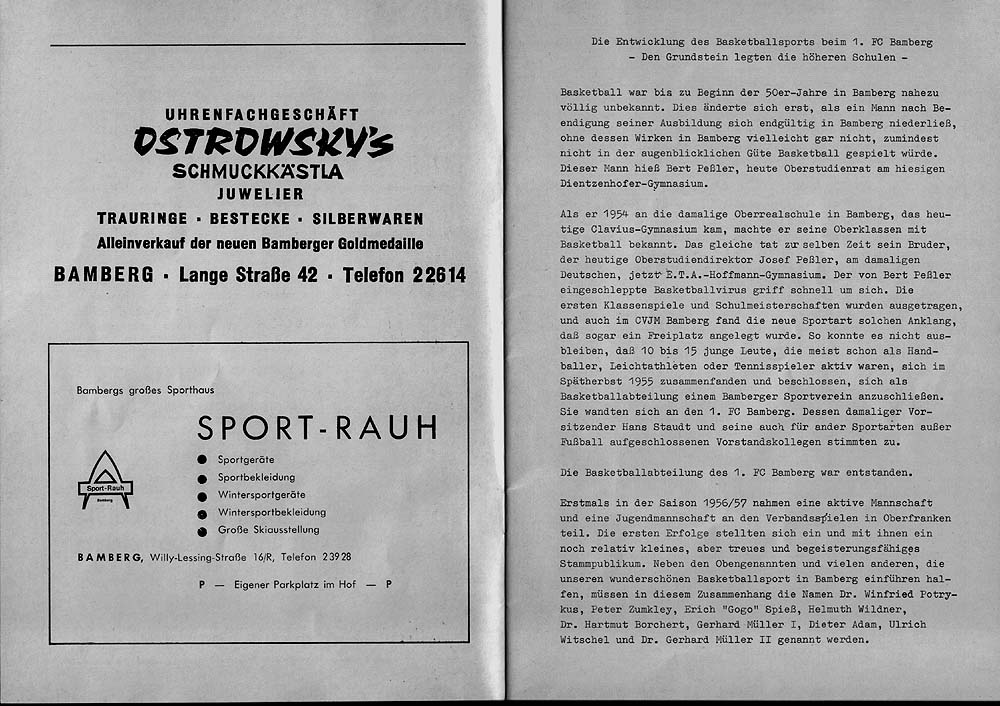 UHRENFACHGESCHÄFT
OSTROWSKY's
SCHMUCKKÄSTLA
JUWELIER
TRAURINGE · BESTECKE · SILBERWAREN
Alleinverkauf der neuen Bamberger Goldmedaille
BAMBERG · Lange Straße 42 · Telefon 22614
Bambergs großes Sporthaus
SPORT-RAUH
Sport-Rauh
Bamberg
● Sportgeräte
● Sportbekleidung
● Wintersportgeräte
● Wintersportbekleidung
● Große Skiausstellung
BAMBERG, Willy-Lessing-Straße 16/R, Telefon 23928
P — Eigener Parkplatz im Hof — P
Die Entwicklung des Basketballsports beim 1. FC Bamberg
- Den Grundstein legten die höheren Schulen -
Basketball war bis zu Beginn der 50er-Jahre in Bamberg nahezu
völlig unbekannt. Dies änderte sich erst, als ein Mann nach Be-
endigung seiner Ausbildung sich endgültig in Bamberg niederließ,
ohne dessen Wirken in Bamberg vielleicht gar nicht, zumindest
nicht in der augenblicklichen Güte Basketball gespielt würde.
Dieser Mann hieß Bert Peßler, heute Oberstudienrat am hiesigen
Dientzenhofer-Gymnasium.
Als er 1954 an die damalige Oberrealschule in Bamberg, das heu-
tige Clavius-Gymnasium kam, machte er seine Oberklassen mit
Basketball bekannt. Das gleiche tat zur selben Zeit sein Bruder,
der heutige Oberstudiendirektor Josef Peßler, am damaligen
Deutschen, jetzt E.T.A.-Hoffmann-Gymnasium. Der von Bert Peßler
eingeschleppte Basketballvirus griff schnell um sich. Die
ersten Klassenspiele und Schulmeisterschaften wurden ausgetragen,
und auch im CVJM Bamberg fand die neue Sportart solchen Anklang,
daß sogar ein Freiplatz angelegt wurde. So konnte es nicht aus-
bleiben, daß 10 bis 15 junge Leute, die meist schon als Hand-
baller, Leichtathleten oder Tennisspieler aktiv waren, sich im
Spätherbst 1955 zusammenfanden und beschlossen, sich als
Basketballabteilung einem Bamberger Sportverein anzuschließen.
Sie wandten sich an den 1. FC Bamberg. Dessen damaliger Vor-
sitzender Hans Staudt und seine auch für ander Sportarten außer
Fußball aufgeschlossenen Vorstandskollegen stimmten zu.
Die Basketballabteilung des 1. FC Bamberg war entstanden.
Erstmals in der Saison 1956/57 nahmen eine aktive Mannschaft
und eine Jugendmannschaft an den Verbandsspielen in Oberfranken
teil. Die ersten Erfolge stellten sich ein und mit ihnen ein
noch relativ kleines, aber treues und begeisterungsfähiges
Stammpublikum. Neben den Obengenannten und vielen anderen, die
unseren wunderschönen Basketballsport in Bamberg einführen hal-
fen, müssen in diesem Zusammenhang die Namen Dr. Winfried Potry-
kus, Peter Zumkley, Erich "Gogo" Spieß, Helmuth Wildner,
Dr. Hartmut Borchert, Gerhard Müller I, Dieter Adam, Ulrich
Witschel und Dr. Gerhard Müller II genannt werden.